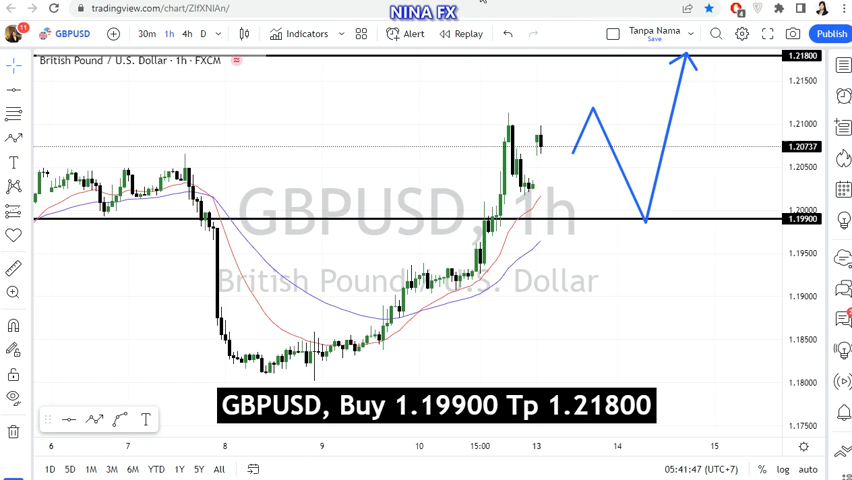 NINA FX
tradingview.com/chart/ZIfXNIAn/
11
GBPUSD
30m 1h 4h D
Indicators
Alert
Replay
Tanpa Nama
Save
Publish
British Pound / U.S. Dollar · 1h · FXCM
1.21800
1.21500
1.20737
1.20500
1.20000
1.19900
1.19500
1.19000
1.18500
1.18000
1.17500
GBPUSD, 1h
British Pound / U.S. Dollar
GBPUSD, Buy 1.19900 Tp 1.21800
T
6 7 8 9 10 15:00 13 14 15
1D 5D 1M 3M 6M YTD 1Y 5Y All
05:41:47 (UTC+7)
% log auto